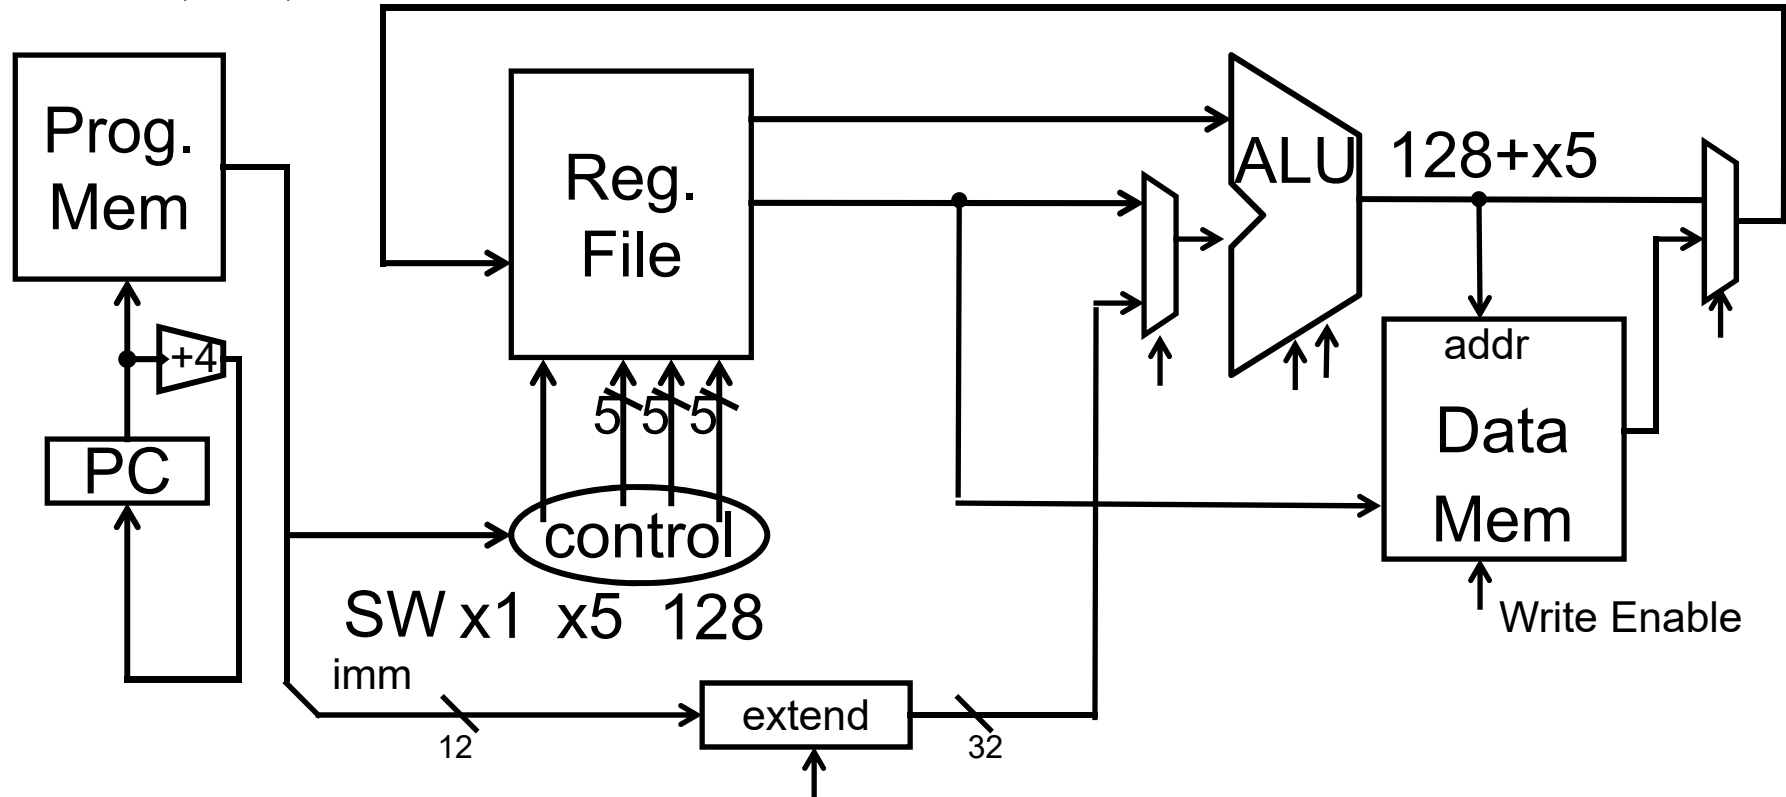 Prog.
Mem
+4
PC
Reg.
File
5 5 5
control
SW x1 x5 128
imm
12
extend
32
ALU
128+x5
addr
Data
Mem
Write Enable